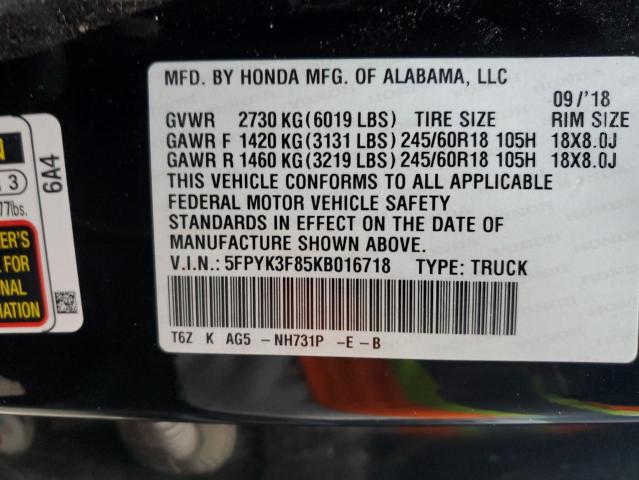 MFD. BY HONDA MFG. OF ALABAMA, LLC
09/'18
GVWR 2730 KG(6019 LBS) TIRE SIZE RIM SIZE
GAWR F 1420 KG(3131 LBS) 245/60R18 105H 18X8.0J
GAWR R 1460 KG(3219 LBS) 245/60R18 105H 18X8.0J
THIS VEHICLE CONFORMS TO ALL APPLICABLE
FEDERAL MOTOR VEHICLE SAFETY
STANDARDS IN EFFECT ON THE DATE OF
MANUFACTURE SHOWN ABOVE.
V.I.N.: 5FPYK3F85KB016718 TYPE: TRUCK
T6Z K AG5 -NH731P -E-B
3
77lbs.
6A4
FOR